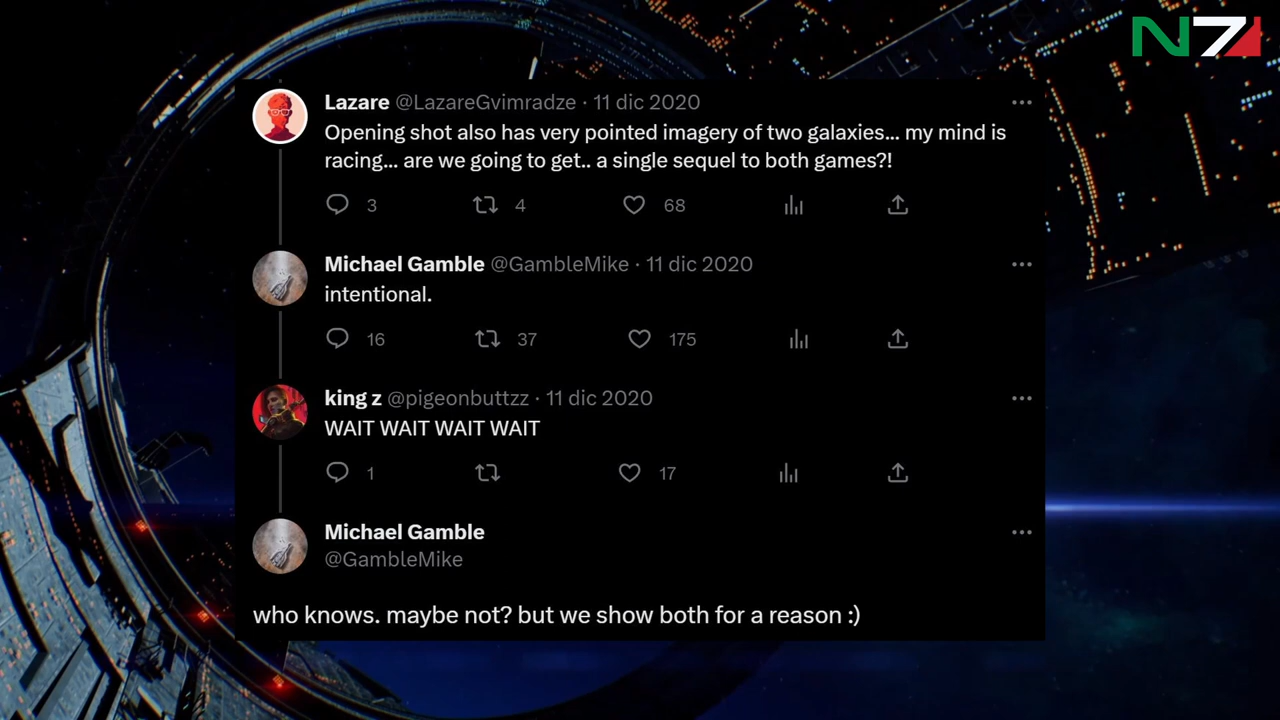 N7
Lazare @LazareGvimradze · 11 dic 2020
Opening shot also has very pointed imagery of two galaxies... my mind is
racing... are we going to get.. a single sequel to both games?!
3 4 68
Michael Gamble @GambleMike · 11 dic 2020
intentional.
16 37 175
king z @pigeonbuttzz · 11 dic 2020
WAIT WAIT WAIT WAIT
1 17
Michael Gamble
@GambleMike
who knows. maybe not? but we show both for a reason :)